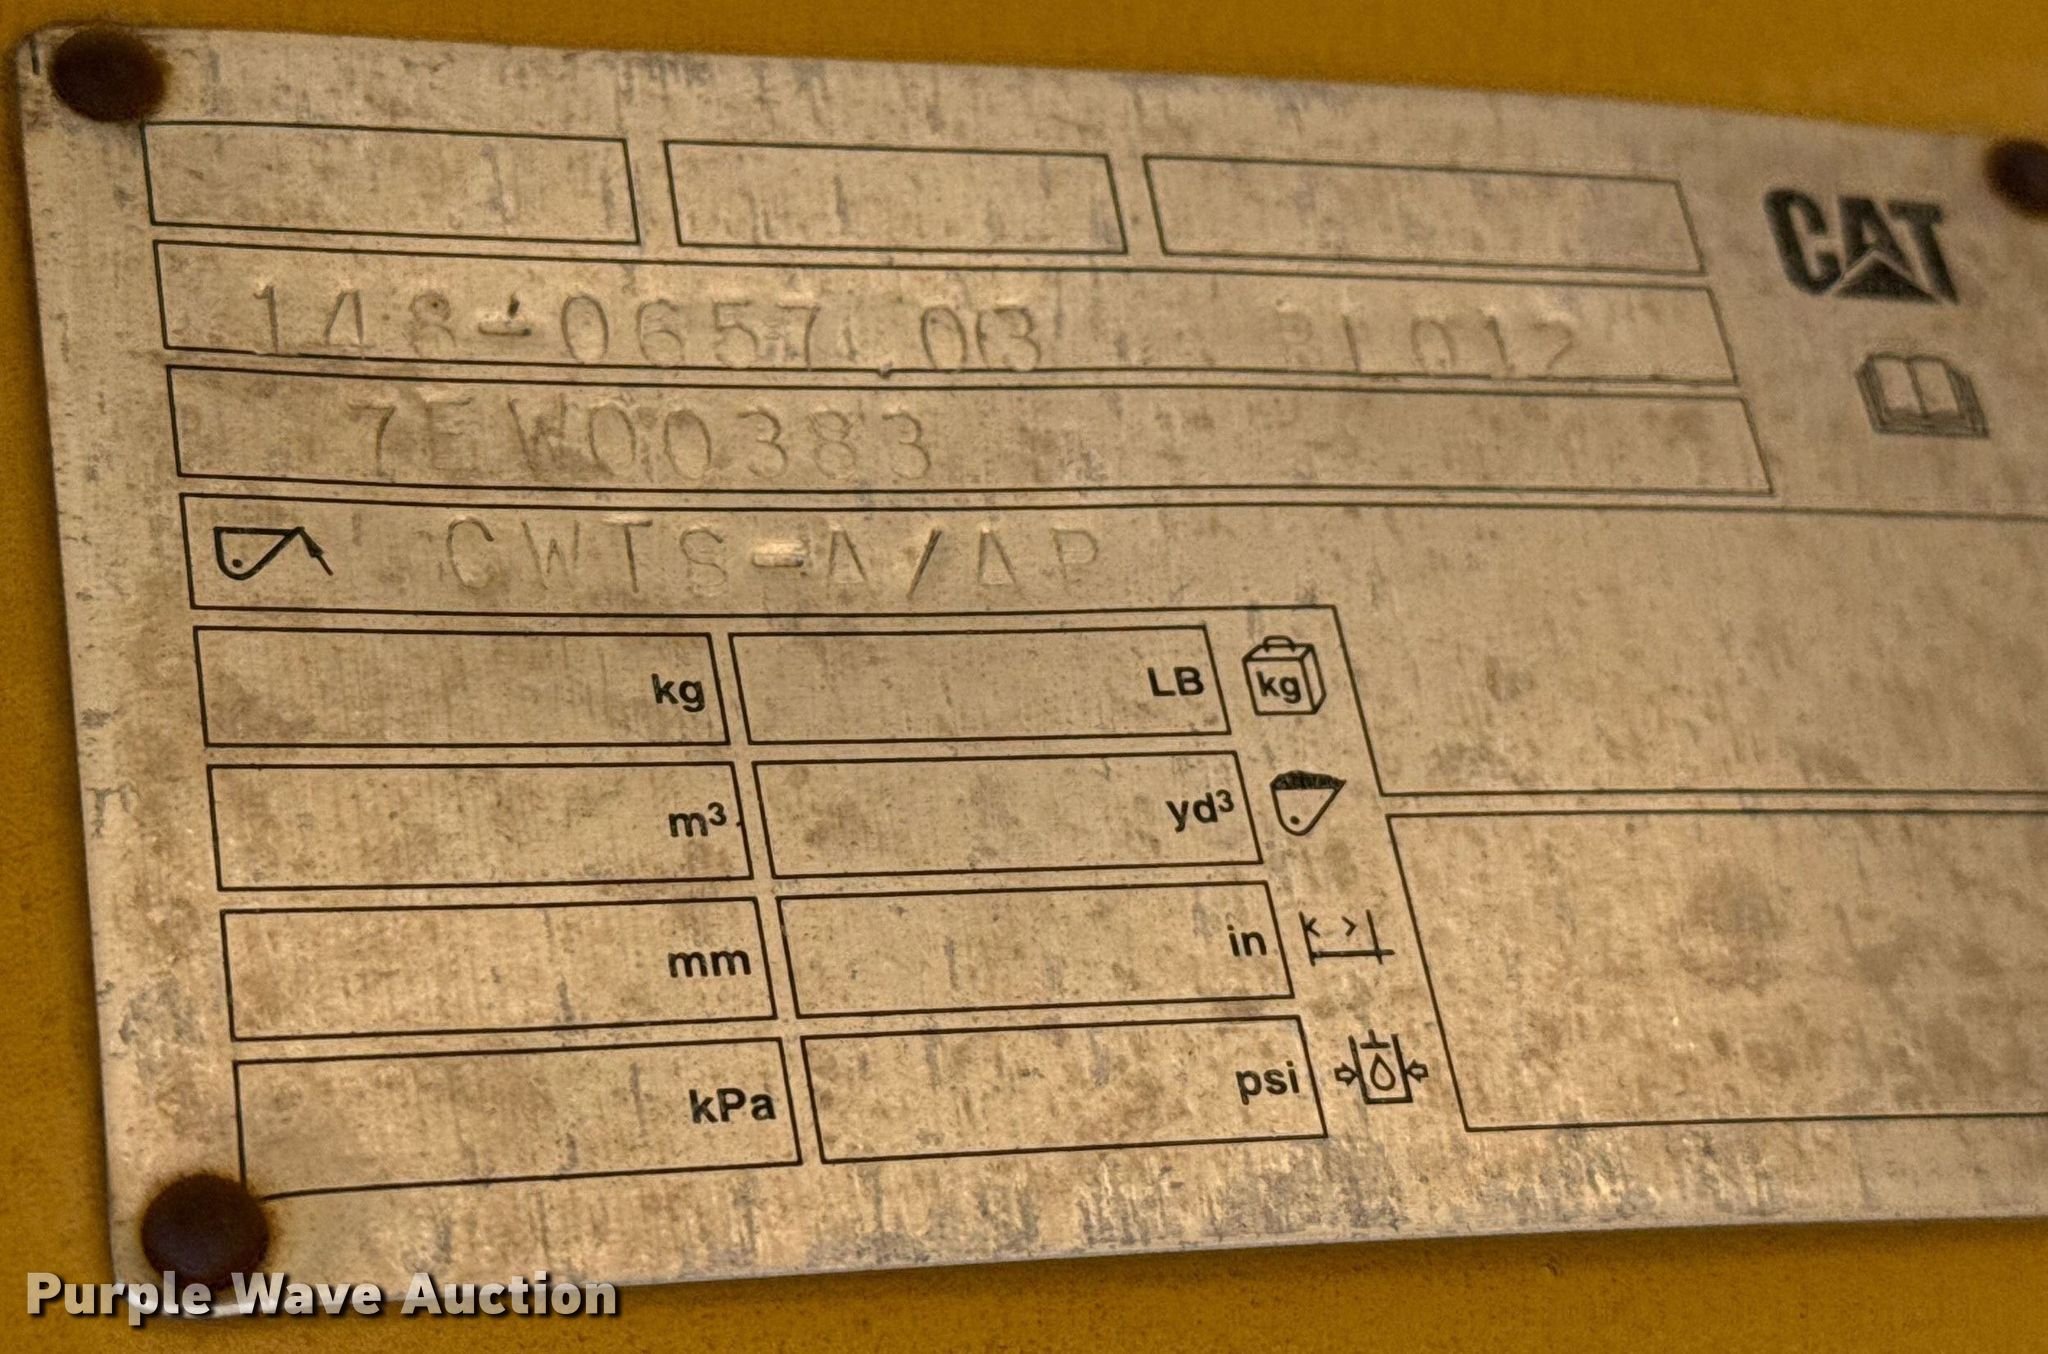 CAT
148-0657 03
7EW00383
CWTS-A/AP
kg LB kg
m³ yd³
mm in
kPa psi
Purple Wave Auction